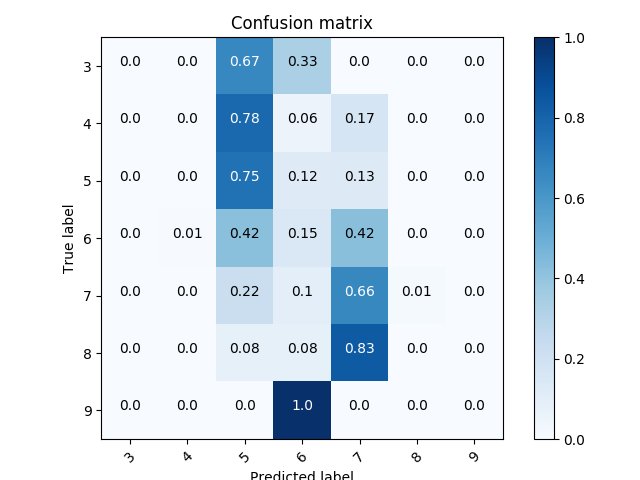 Confusion matrix
3 0.0 0.0 0.67 0.33 0.0 0.0 0.0
4 0.0 0.0 0.78 0.06 0.17 0.0 0.0
5 0.0 0.0 0.75 0.12 0.13 0.0 0.0
6 0.0 0.01 0.42 0.15 0.42 0.0 0.0
7 0.0 0.0 0.22 0.1 0.66 0.01 0.0
8 0.0 0.0 0.08 0.08 0.83 0.0 0.0
9 0.0 0.0 0.0 1.0 0.0 0.0 0.0
3 4 5 6 7 8 9
True label
Predicted label
1.0
0.8
0.6
0.4
0.2
0.0